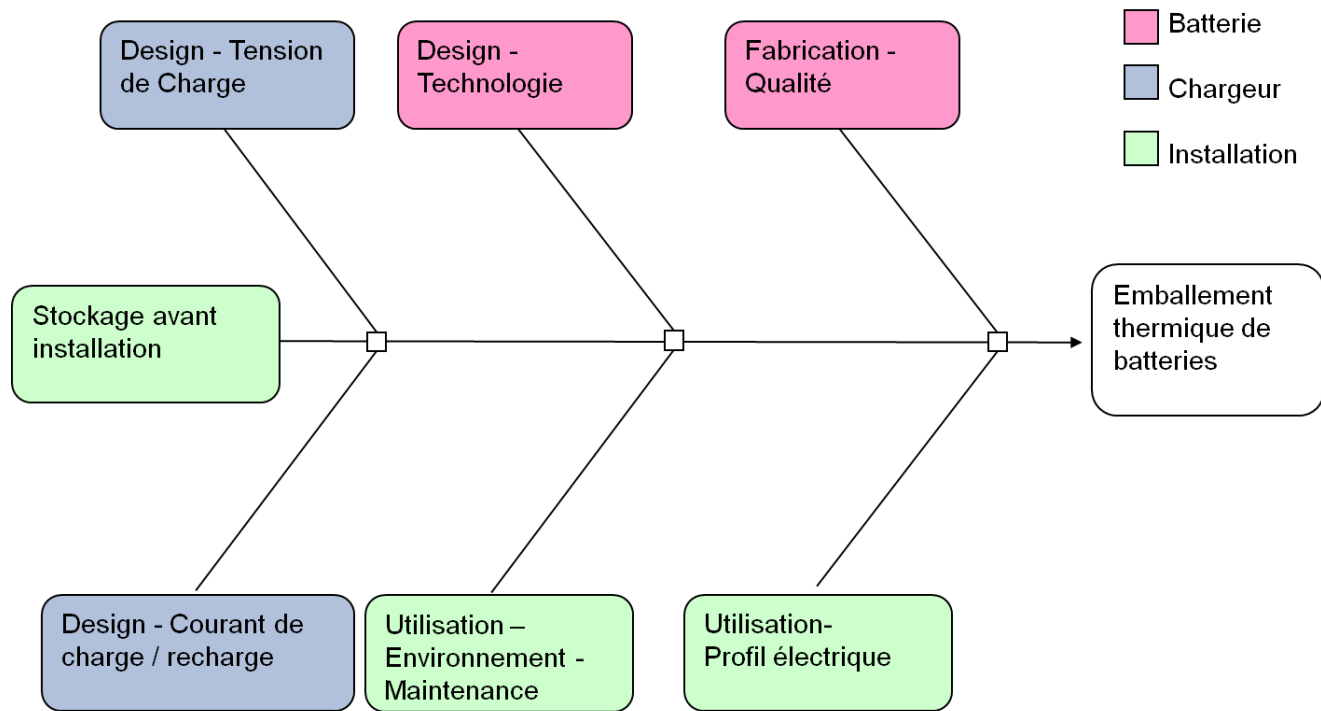 Design - Tension
de Charge
Design -
Technologie
Fabrication -
Qualité
Batterie
Chargeur
Installation
Stockage avant
installation
Emballement
thermique de
batteries
Design - Courant de
charge / recharge
Utilisation –
Environnement -
Maintenance
Utilisation-
Profil électrique